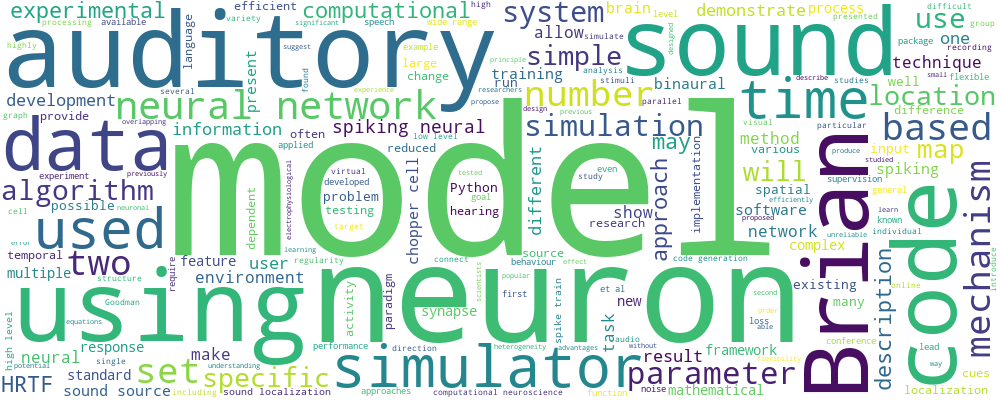 experimental
processing
available
efficient
computational
variety
speech
wide range
high
system
brain
level
demonstrate
process
presented
difficult
use
group
auditory
language
highly
several
suggest
found
significant
example
large
change
researchers
propose
allow
simulate
principle
analysis
simple
training
run
stimuli
design
previous
sound
designed
describe
studies
package
one
recording
technique
small
flexible
well
time
location
difference
development
neural network
present
experience
number
binaural
parallel
data
graph
provide
overlapping
information
applied
often
spiking neural
reduced
low level
simulation
may
visual
method
various
particular
produce
studied
based
input
map
supervision
spiking
model
experiment
previously
algorithm
possible
cell
neuronal
dependent
electrophysiological
virtual
developed
problem
testing
target
tested
Python
goal
hearing
chopper cell
different
even
study
approach
implementation
will
spatial
efficiently
software
general
learn
known
individual
proposed
Brian
code
mechanism
introduce
used
error
temporal
multiple
structure
two
require
feature
user
environment
learning
regularity
connect
behaviour
source
show
research
code generation
network
complex
unreliable
cues
using
neuron
Goodman
equations
high level
neural
potential
response
single
standard
including
understanding
make
activity
performance
direction
paradigm
synapse
approaches
popular
first
scientists
effect
heterogeneity
advantages
spike train
et al
audio
without
task
new
result
noise
loss
second
order
able
framework
existing
many
online
conference
flexibility
description
lead
way
HRTF
sound source
set
specific
sound localization
simulator
computational neuroscience
function
parameter
mathematical
localization